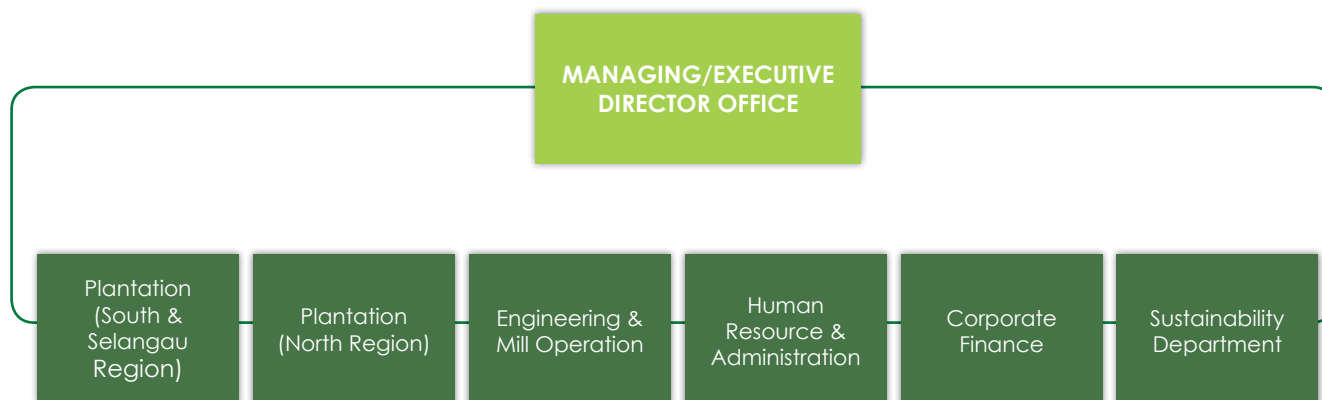 MANAGING/EXECUTIVE
DIRECTOR OFFICE
Plantation
(South &
Selangau
Region)
Plantation
(North Region)
Engineering &
Mill Operation
Human
Resource &
Administration
Corporate
Finance
Sustainability
Department